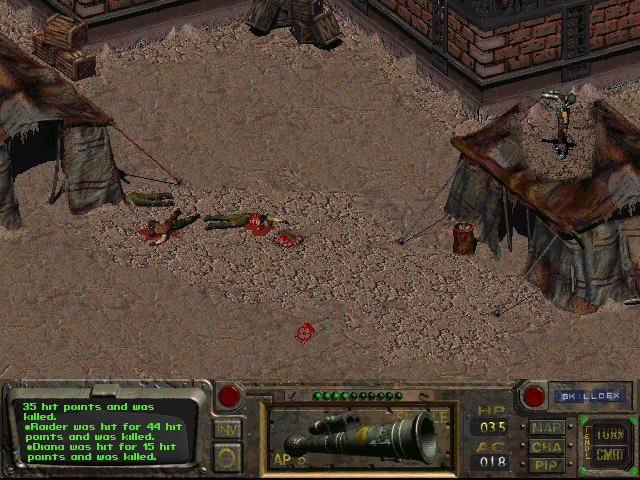 35 hit points and was
killed.
•Raider was hit for 44 hit
points and was killed.
•Diana was hit for 15 hit
points and was killed.
INV
AP
HP
035
AC
018
SKILLDEX
MAP
CHA
PIP
TURN
CMBT